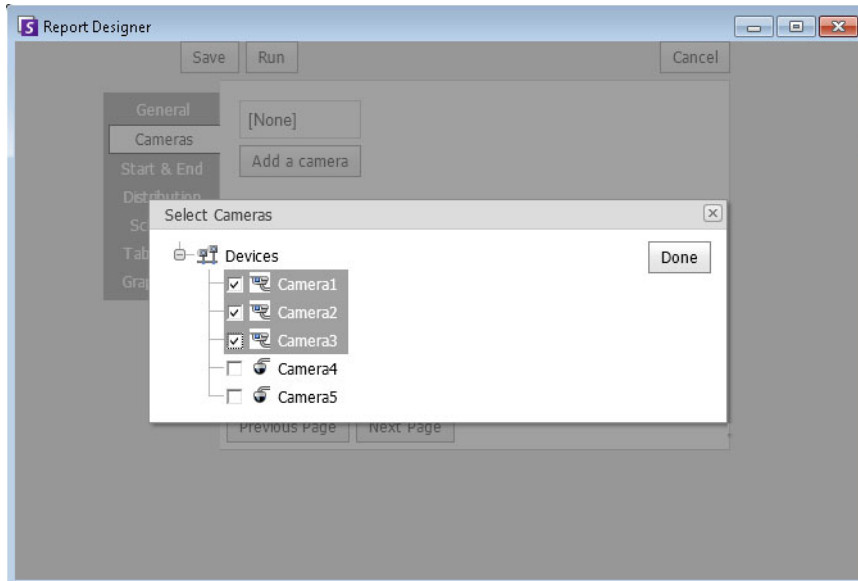 Report Designer
Save Run Cancel
General
Cameras
Start & End
Distribution
[None]
Add a camera
Select Cameras
Devices
Done
Camera1
Camera2
Camera3
Camera4
Camera5
Previous Page Next Page